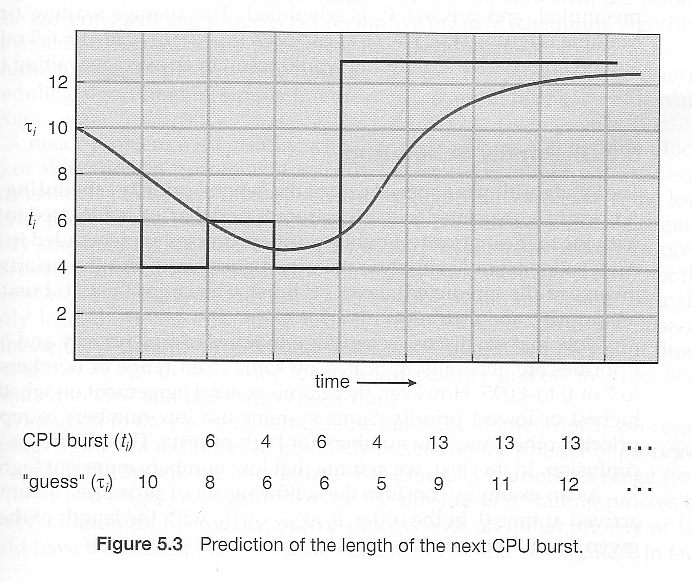 12
τi 10
8
ti 6
4
2
time
CPU burst (ti) 6 4 6 4 13 13 13 ...
"guess" (τi) 10 8 6 6 5 9 11 12 ...
Figure 5.3 Prediction of the length of the next CPU burst.